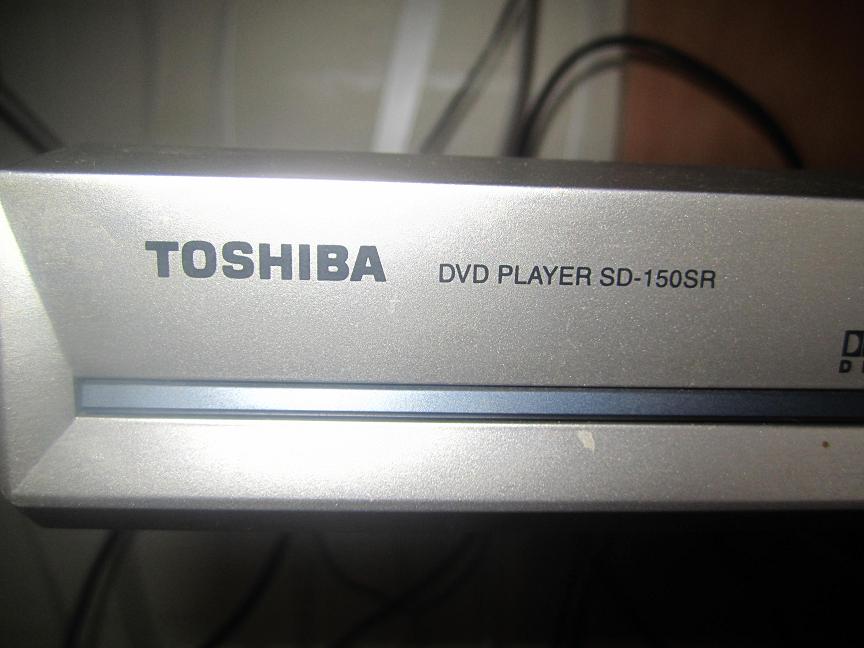 TOSHIBA DVD PLAYER SD-150SR